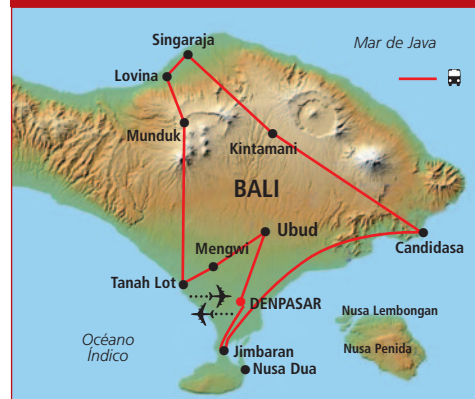 Singaraja
Mar de Java
Lovina
Munduk
Kintamani
BALI
Ubud
Mengwi
Candidasa
Tanah Lot
DENPASAR
Nusa Lembongan
Océano
Índico
Nusa Penida
Jimbaran
Nusa Dua